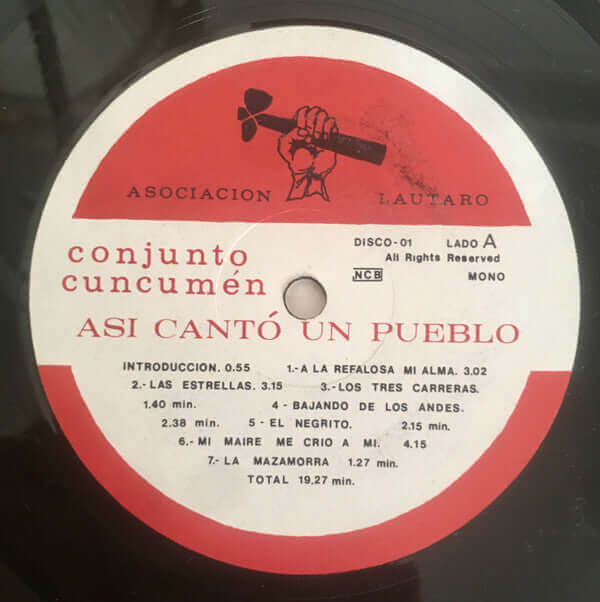 ASOCIACION LAUTARO
conjunto
cuncumén
DISCO-01 LADO A
All Rights Reserved
NCB MONO
ASI CANTÓ UN PUEBLO
INTRODUCCION. 0:55 1.- A LA REFALOSA MI ALMA. 3,02
2.- LAS ESTRELLAS. 3.15 3.- LOS TRES CARRERAS.
1.40 min. 4 - BAJANDO DE LOS ANDES.
2.38 min. 5 - EL NEGRITO. 2.15 min.
6.- MI MAIRE ME CRIO A MI. 4.15
7.- LA MAZAMORRA 1.27 min.
TOTAL 19,27 min.